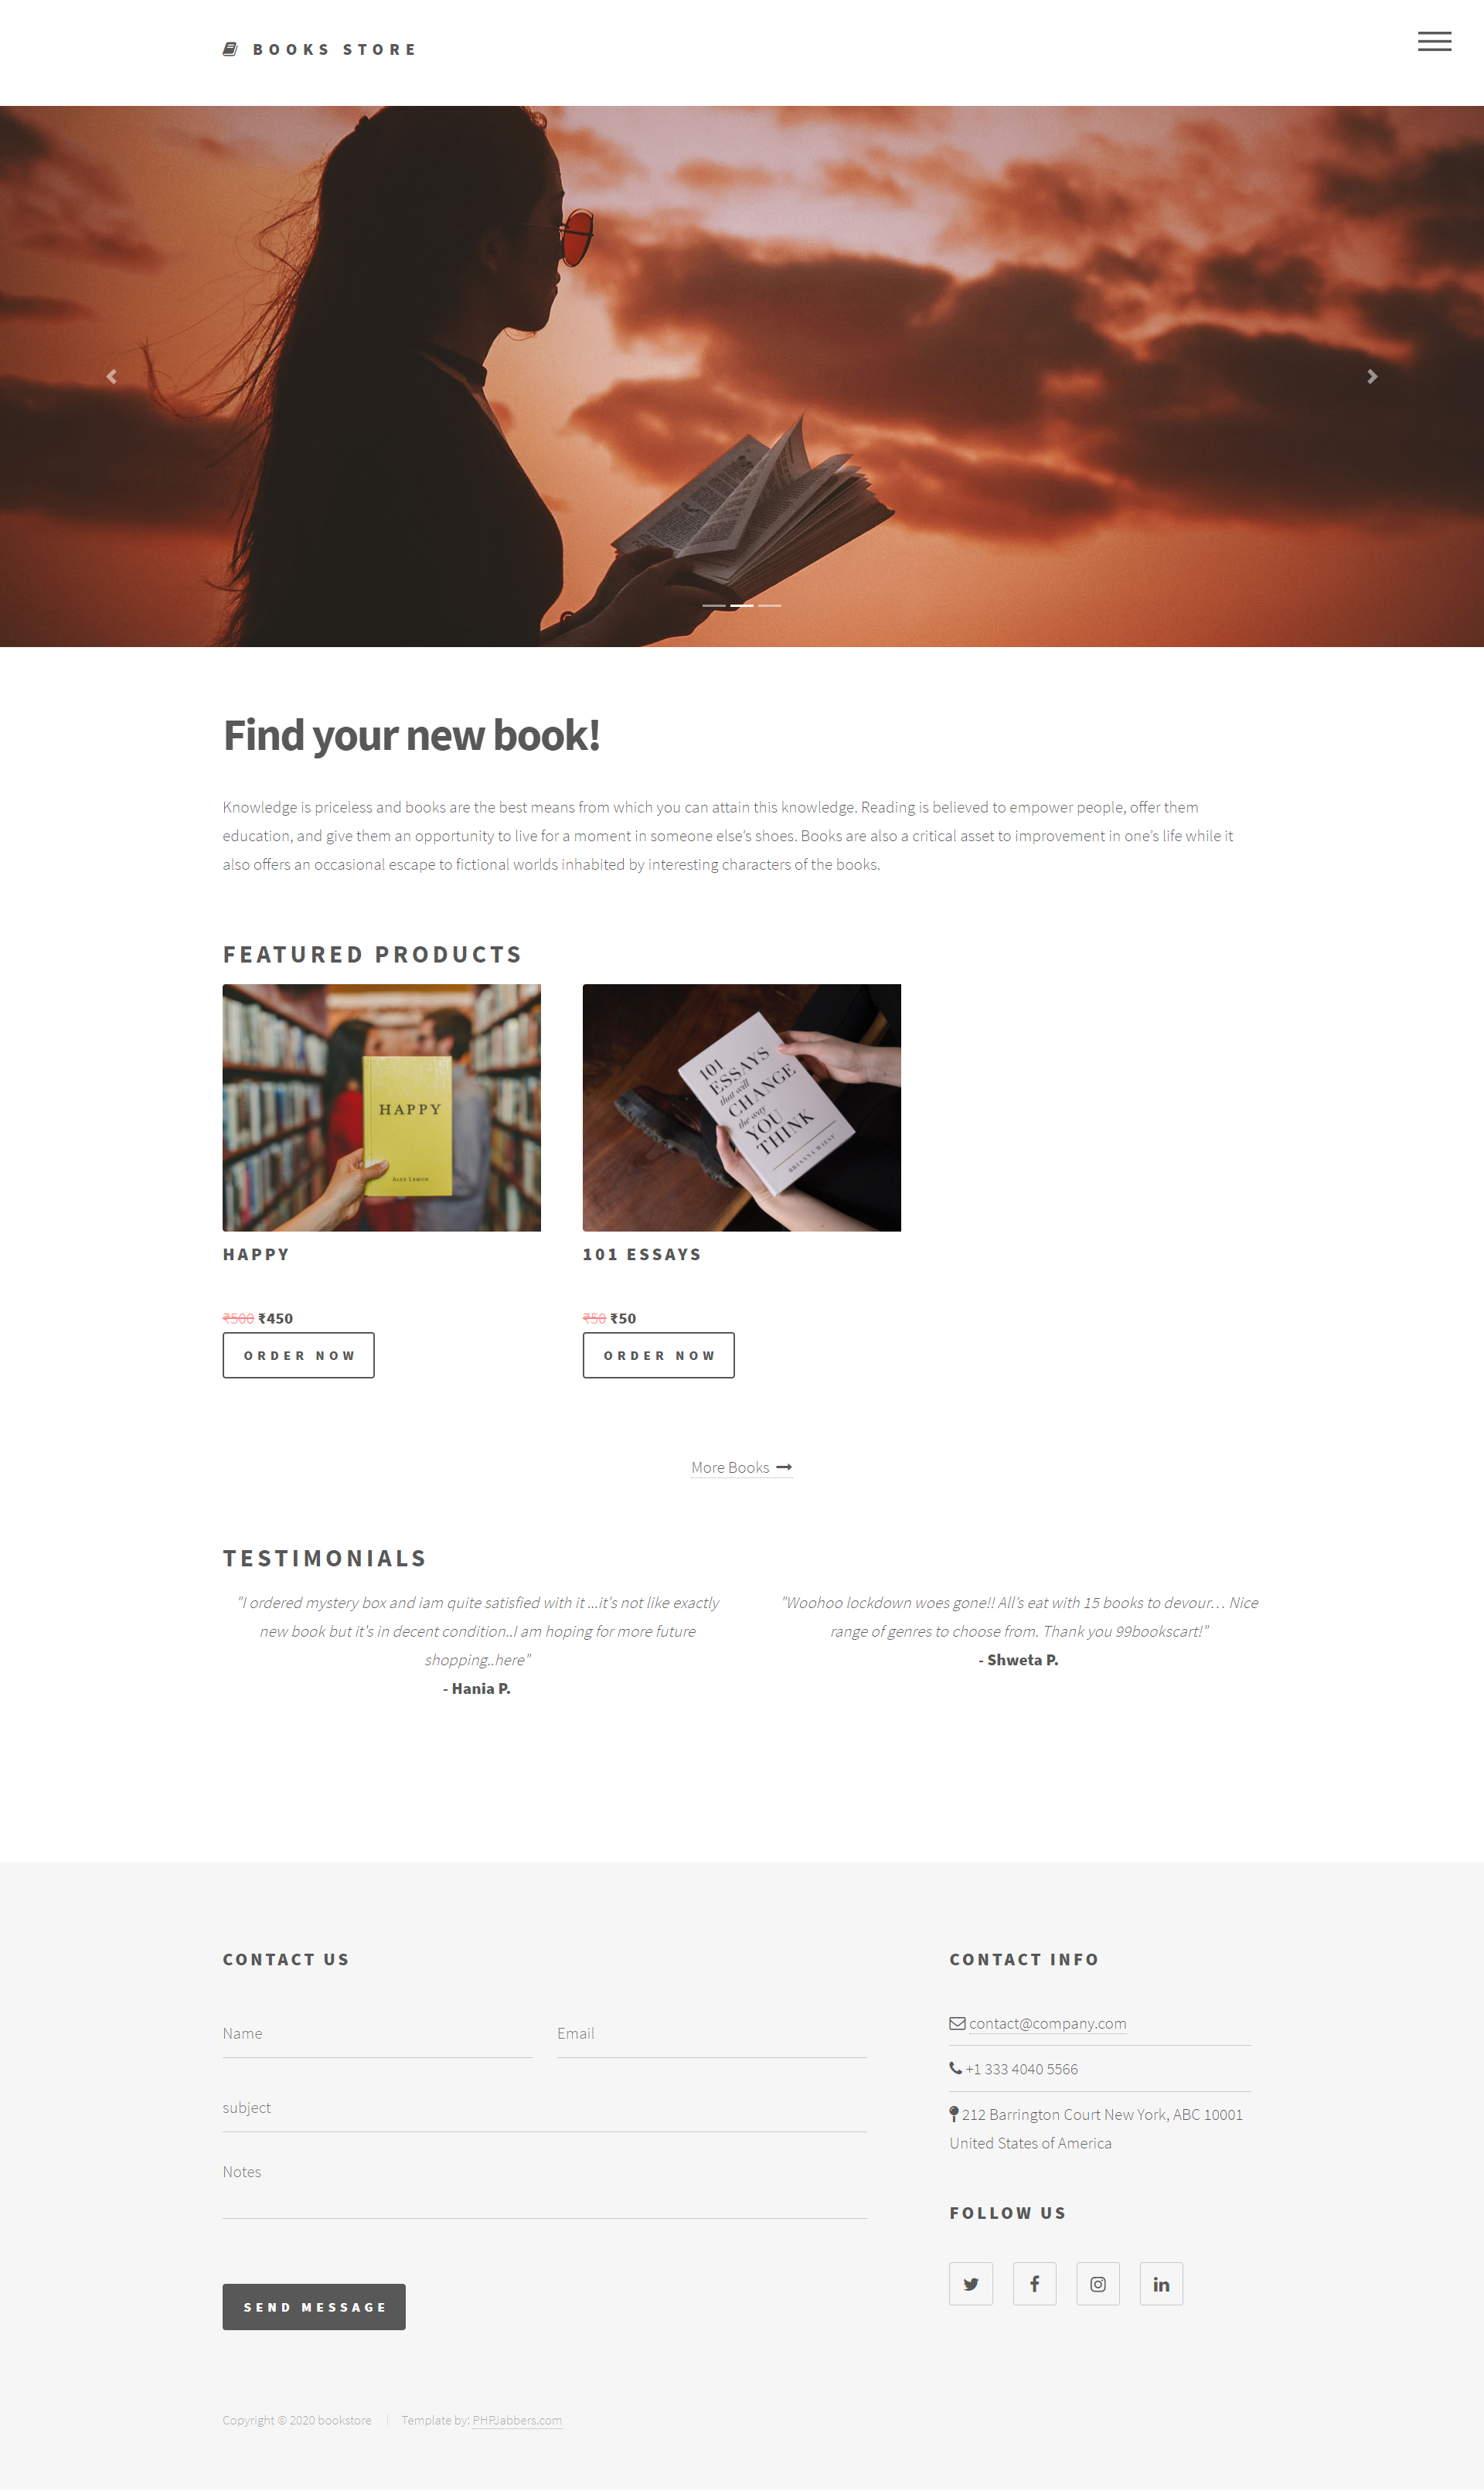 BOOKS STORE
Find your new book!
Knowledge is priceless and books are the best means from which you can attain this knowledge. Reading is believed to empower people, offer them
education, and give them an opportunity to live for a moment in someone else’s shoes. Books are also a critical asset to improvement in one’s life while it
also offers an occasional escape to fictional worlds inhabited by interesting characters of the books.
FEATURED PRODUCTS
HAPPY
ALEX LEMON
101
ESSAYS
that will
CHANGE
the way
YOU
THINK
BRIANNA WIEST
HAPPY
101 ESSAYS
₹500 ₹450
₹50 ₹50
ORDER NOW
ORDER NOW
More Books
TESTIMONIALS
"I ordered mystery box and iam quite satisfied with it ...it's not like exactly
new book but it's in decent condition..I am hoping for more future
shopping..here"
- Hania P.
"Woohoo lockdown woes gone!! All’s eat with 15 books to devour… Nice
range of genres to choose from. Thank you 99bookscart!"
- Shweta P.
CONTACT US
Name
Email
subject
Notes
SEND MESSAGE
CONTACT INFO
contact@company.com
+1 333 4040 5566
212 Barrington Court New York, ABC 10001
United States of America
FOLLOW US
Copyright © 2020 bookstore
Template by: PHPJabbers.com